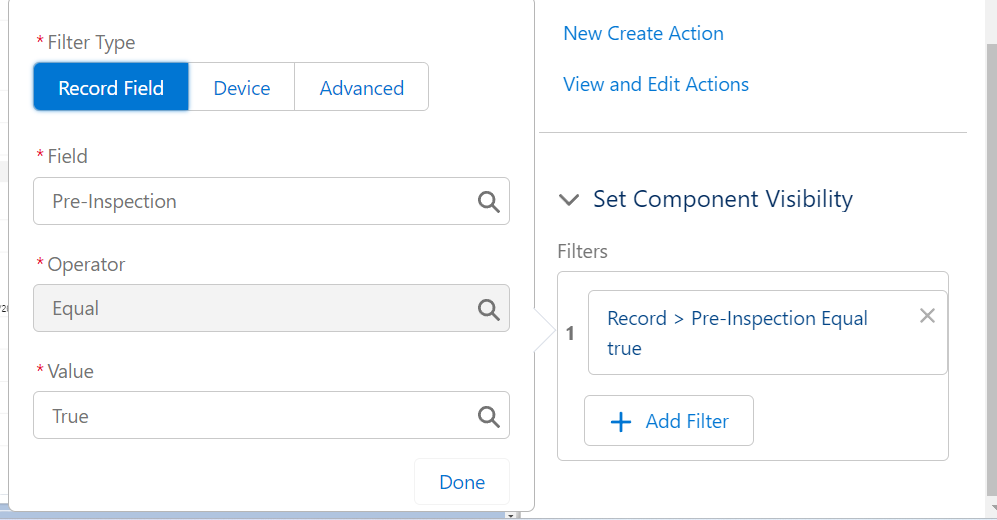 * Filter Type
Record Field
Device
Advanced
* Field
Pre-Inspection
* Operator
Equal
* Value
True
Done
New Create Action
View and Edit Actions
Set Component Visibility
Filters
1
Record > Pre-Inspection Equal
true
Add Filter